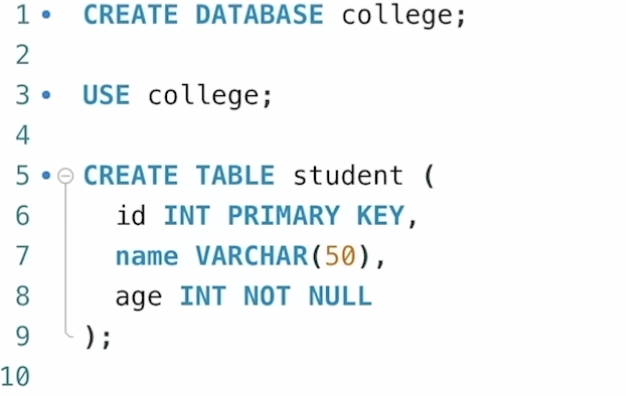 1 CREATE DATABASE college;
2
3 USE college;
4
5 CREATE TABLE student (
6 id INT PRIMARY KEY,
7 name VARCHAR(50),
8 age INT NOT NULL
9 );
10